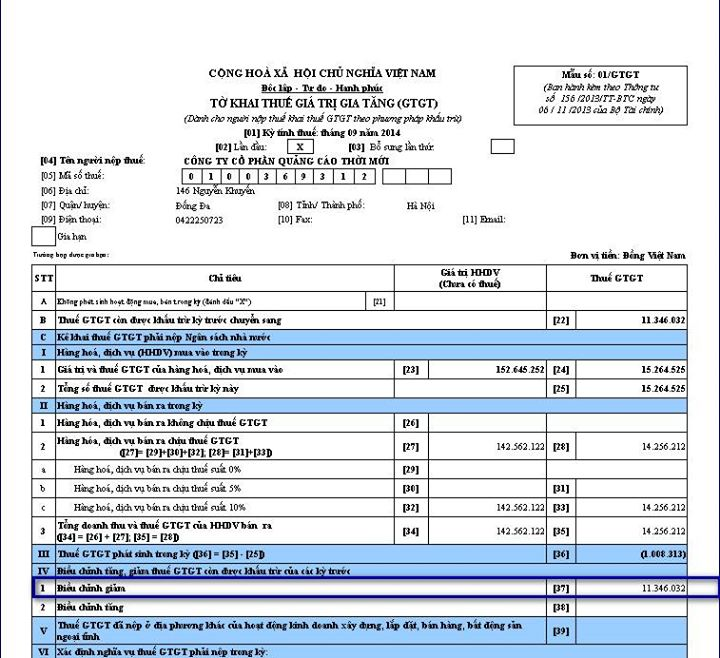 CỘNG HOÀ XÃ HỘI CHỦ NGHĨA VIỆT NAM
Độc lập - Tự do - Hạnh phúc
TỜ KHAI THUẾ GIÁ TRỊ GIA TĂNG (GTGT)
(Dành cho người nộp thuế khai thuế GTGT theo phương pháp khấu trừ)
[01] Kỳ tính thuế: tháng 09 năm 2014
[02] Lần đầu: X [03] Bổ sung lần thứ:
Mẫu số: 01/GTGT
(Ban hành kèm theo Thông tư
số 156 /2013/TT-BTC ngày
06 / 11 /2013 của Bộ Tài chính)
[04] Tên người nộp thuế: CÔNG TY CỔ PHẦN QUẢNG CÁO THỜI MỚI
[05] Mã số thuế: 0 1 0 0 3 6 9 3 1 2
[06] Địa chỉ: 146 Nguyễn Khuyến
[07] Quận/ huyện: Đống Đa [08] Tỉnh/ Thành phố: Hà Nội
[09] Điện thoại: 0422250723 [10] Fax: [11] Email:
Gia hạn
Trường hợp được gia hạn:
Đơn vị tiền: Đồng Việt Nam
STT Chỉ tiêu Giá trị HHDV (Chưa có thuế) Thuế GTGT
A Không phát sinh hoạt động mua, bán trong kỳ (đánh dấu "X") [21]
B Thuế GTGT còn được khấu trừ kỳ trước chuyển sang [22] 11.346.032
C Kê khai thuế GTGT phải nộp Ngân sách nhà nước
I Hàng hoá, dịch vụ (HHDV) mua vào trong kỳ
1 Giá trị và thuế GTGT của hàng hoá, dịch vụ mua vào [23] 152.645.252 [24] 15.264.525
2 Tổng số thuế GTGT được khấu trừ kỳ này [25] 15.264.525
II Hàng hoá, dịch vụ bán ra trong kỳ
1 Hàng hóa, dịch vụ bán ra không chịu thuế GTGT [26]
2 Hàng hóa, dịch vụ bán ra chịu thuế GTGT
([27]= [29]+[30]+[32]; [28]= [31]+[33]) [27] 142.562.122 [28] 14.256.212
a Hàng hoá, dịch vụ bán ra chịu thuế suất 0% [29]
b Hàng hoá, dịch vụ bán ra chịu thuế suất 5% [30] [31]
c Hàng hoá, dịch vụ bán ra chịu thuế suất 10% [32] 142.562.122 [33] 14.256.212
3 Tổng doanh thu và thuế GTGT của HHDV bán ra
([34] = [26] + [27]; [35] = [28]) [34] 142.562.122 [35] 14.256.212
III Thuế GTGT phát sinh trong kỳ ([36] = [35] - [25]) [36] (1.008.313)
IV Điều chỉnh tăng, giảm thuế GTGT còn được khấu trừ của các kỳ trước
1 Điều chỉnh giảm [37] 11.346.032
2 Điều chỉnh tăng [38]
V Thuế GTGT đã nộp ở địa phương khác của hoạt động kinh doanh xây dựng, lắp đặt, bán hàng, bất động sản
ngoại tỉnh [39]
VI Xác định nghĩa vụ thuế GTGT phải nộp trong kỳ: